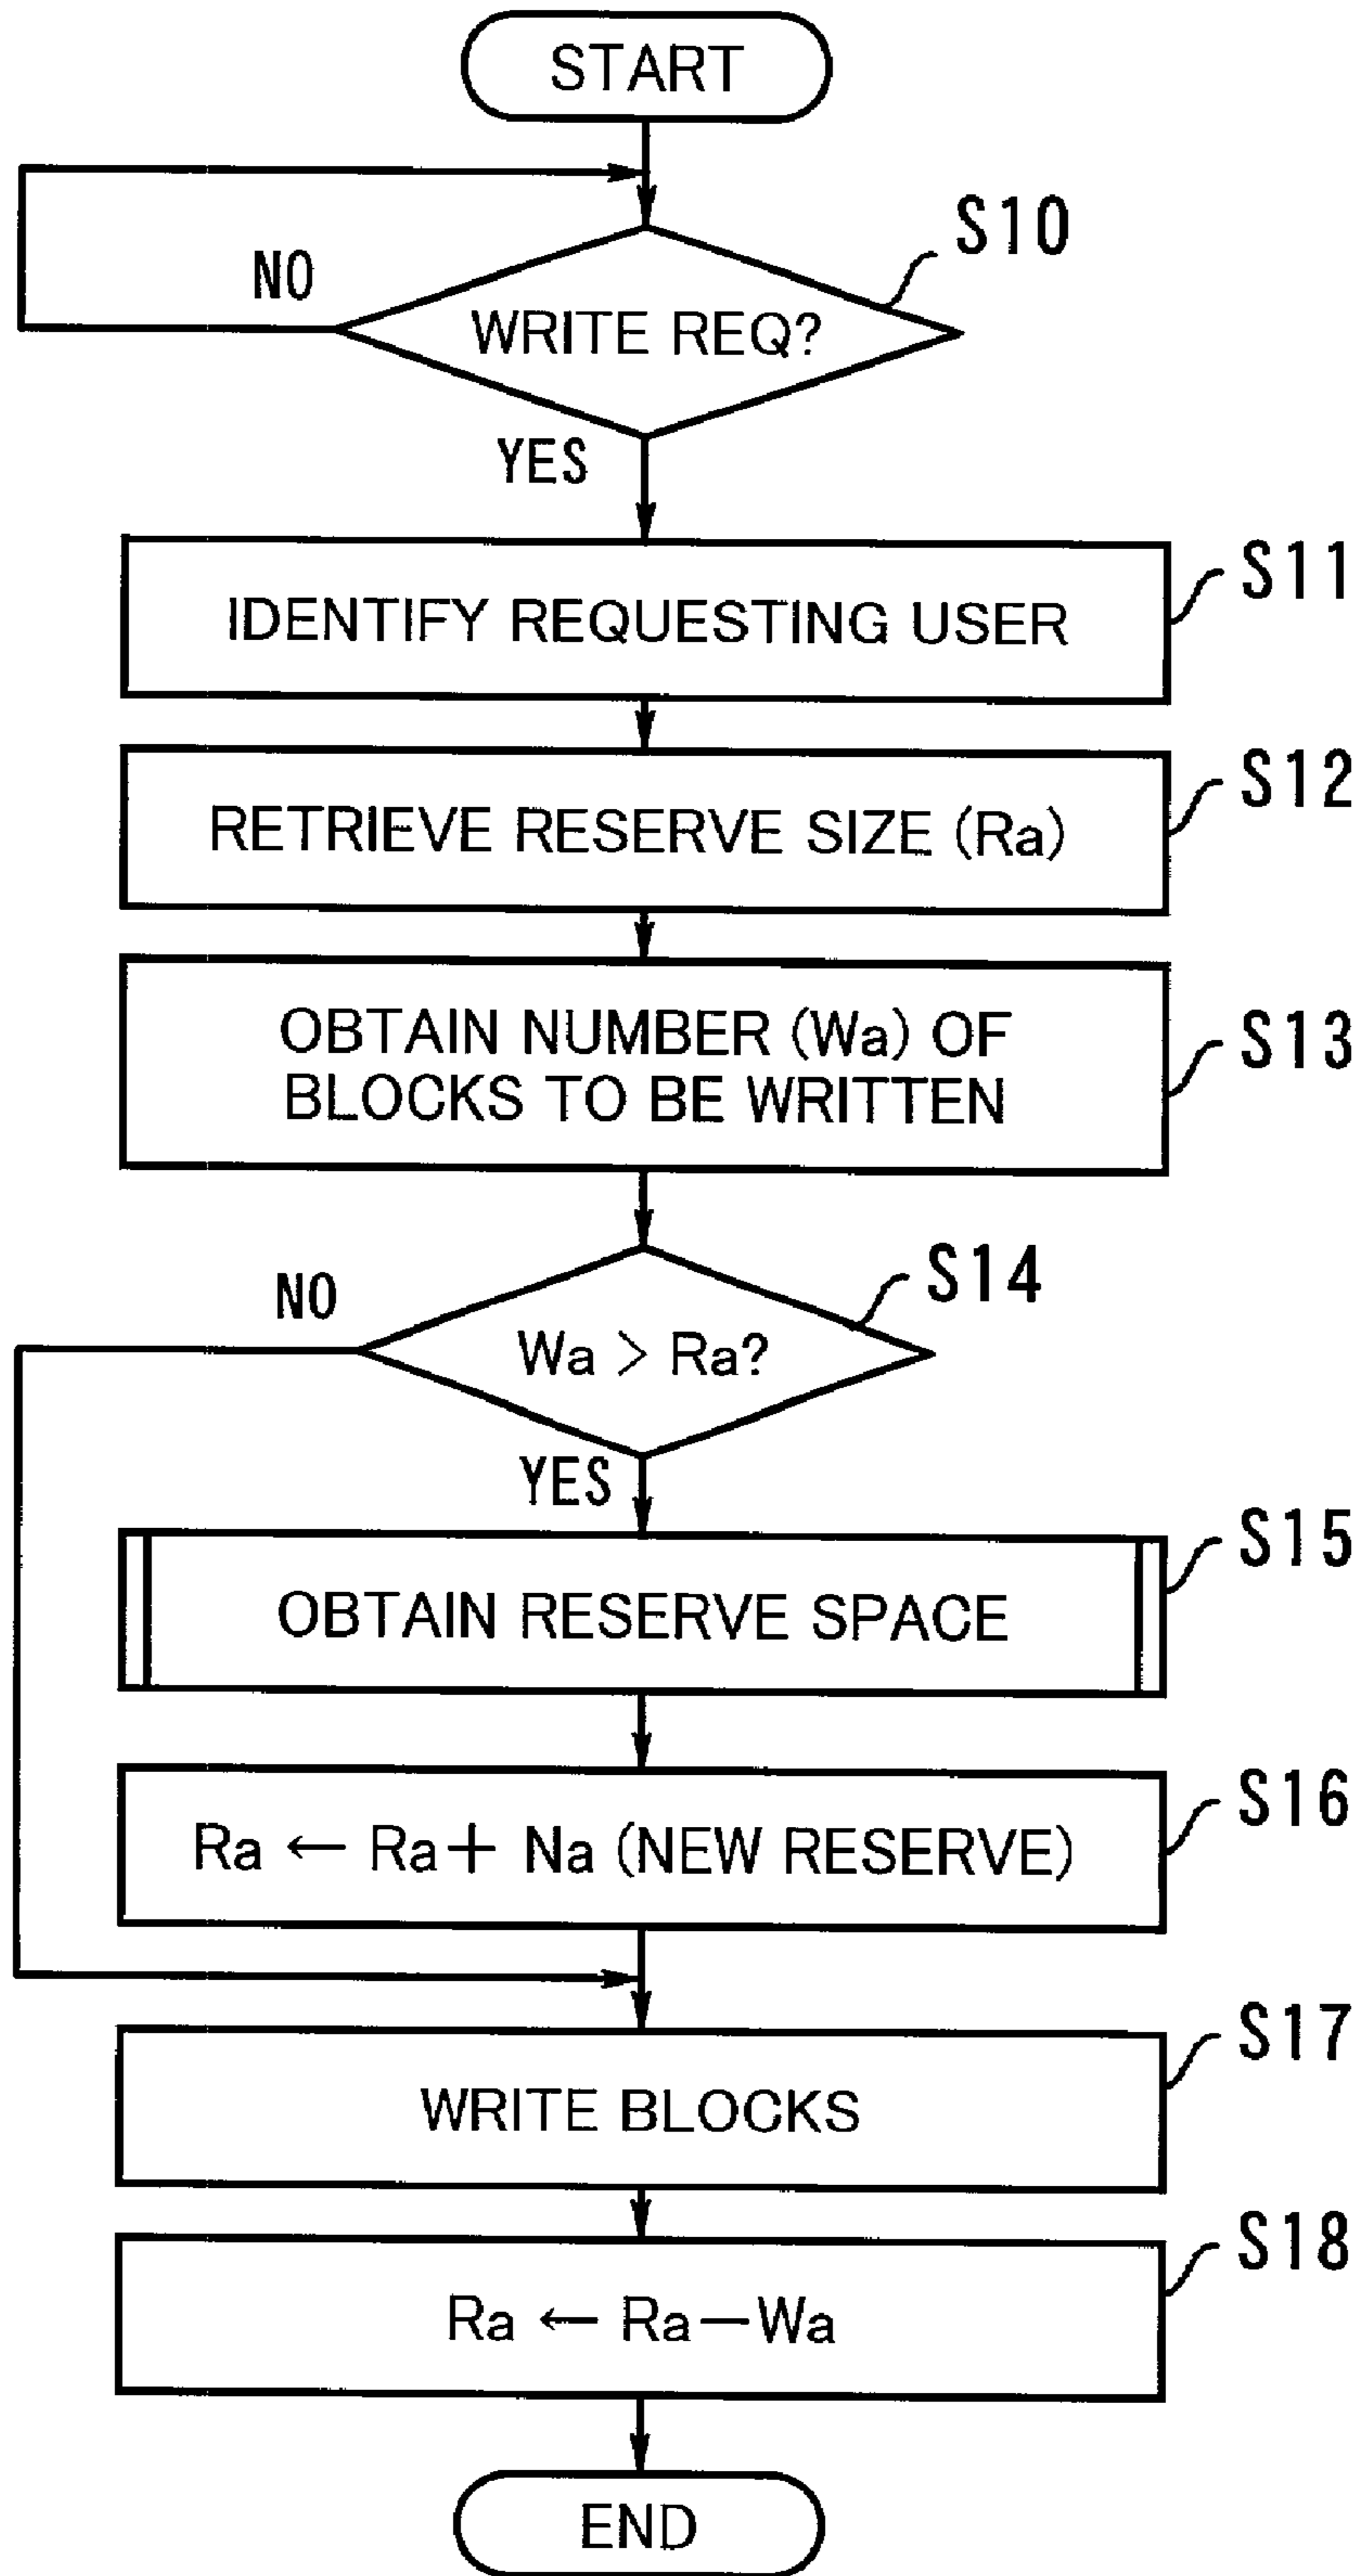 START
S10
NO
WRITE REQ?
YES
S11
IDENTIFY REQUESTING USER
S12
RETRIEVE RESERVE SIZE (Ra)
S13
OBTAIN NUMBER (Wa) OF
BLOCKS TO BE WRITTEN
S14
NO
Wa > Ra?
YES
S15
OBTAIN RESERVE SPACE
S16
Ra ← Ra + Na (NEW RESERVE)
S17
WRITE BLOCKS
S18
Ra ← Ra − Wa
END